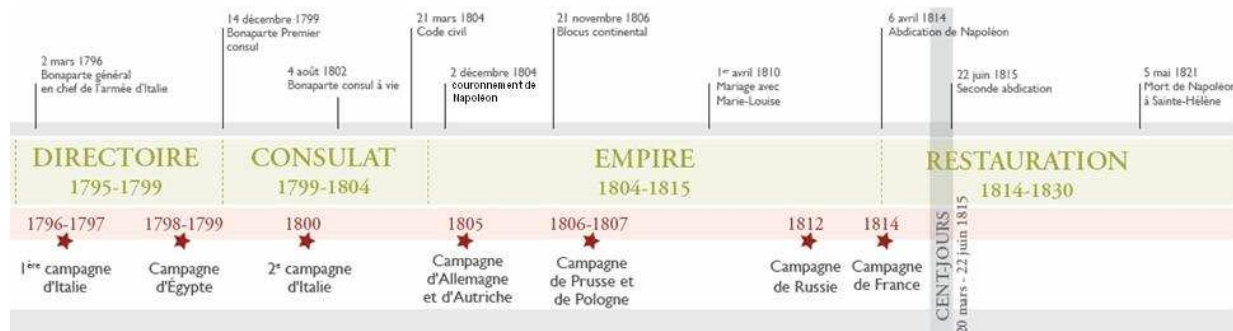 14 décembre 1799
Bonaparte Premier
consul
21 mars 1804
Code civil
21 novembre 1806
Blocus continental
6 avril 1814
Abdication de Napoléon
2 mars 1796
Bonaparte général
en chef de l'armée d'Italie
4 août 1802
Bonaparte consul à vie
2 décembre 1804
couronnement de
Napoléon
1er avril 1810
Mariage avec
Marie-Louise
22 juin 1815
Seconde abdication
5 mai 1821
Mort de Napoléon
à Sainte-Hélène
DIRECTOIRE
1795-1799
CONSULAT
1799-1804
EMPIRE
1804-1815
RESTAURATION
1814-1830
1796-1797
1ère campagne
d'Italie
1798-1799
Campagne
d'Égypte
1800
2e campagne
d'Italie
1805
Campagne
d'Allemagne
et d'Autriche
1806-1807
Campagne
de Prusse et
de Pologne
1812
Campagne
de Russie
1814
Campagne
de France
CENT-JOURS
20 mars - 22 juin 1815